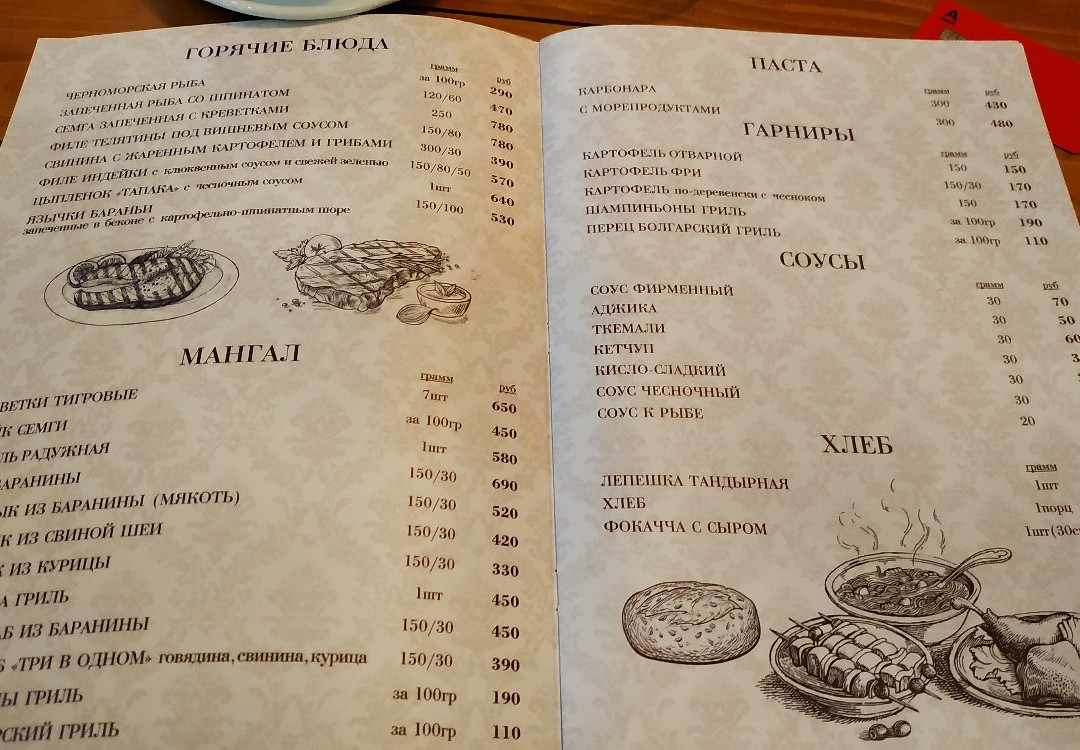 ГОРЯЧИЕ БЛЮДА
грамм руб
ЧЕРНОМОРСКАЯ РЫБА за 100гр 290
ЗАПЕЧЕННАЯ РЫБА СО ШПИНАТОМ 120/60 470
СЕМГА ЗАПЕЧЕННАЯ С КРЕВЕТКАМИ 250 780
ФИЛЕ ТЕЛЯТИНЫ ПОД ВИШНЕВЫМ СОУСОМ 150/80 780
СВИНИНА С ЖАРЕННЫМ КАРТОФЕЛЕМ И ГРИБАМИ 300/30 390
ФИЛЕ ИНДЕЙКИ с клюквенным соусом и свежей зеленью 150/80/50 570
ЦЫПЛЕНОК «ТАПАКА» с чесночным соусом 1шт 640
ЯЗЫЧКИ БАРАНЬИ 150/100 530
запеченные в беконе с картофельно-шпинатным пюре
МАНГАЛ
грамм руб
ВЕТКИ ТИГРОВЫЕ 7шт 650
К СЕМГИ за 100гр 450
ЛЬ РАДУЖНАЯ 1шт 580
БАРАНИНЫ 150/30 690
ЫК ИЗ БАРАНИНЫ (МЯКОТЬ) 150/30 520
К ИЗ СВИНОЙ ШЕИ 150/30 420
К ИЗ КУРИЦЫ 150/30 330
А ГРИЛЬ 1шт 450
АБ ИЗ БАРАНИНЫ 150/30 450
Б «ТРИ В ОДНОМ» говядина, свинина, курица 150/30 390
НЫ ГРИЛЬ за 100гр 190
РСКИЙ ГРИЛЬ за 100гр 110
ПАСТА
грамм руб
КАРБОНАРА 300 430
С МОРЕПРОДУКТАМИ 300 480
ГАРНИРЫ
грамм руб
КАРТОФЕЛЬ ОТВАРНОЙ 150 150
КАРТОФЕЛЬ ФРИ 150/30 170
КАРТОФЕЛЬ по-деревенски с чесноком 150 170
ШАМПИНЬОНЫ ГРИЛЬ за 100гр 190
ПЕРЕЦ БОЛГАРСКИЙ ГРИЛЬ за 100гр 110
СОУСЫ
грамм руб
СОУС ФИРМЕННЫЙ 30 70
АДЖИКА 30 50
ТКЕМАЛИ 30 60
КЕТЧУП 30
КИСЛО-СЛАДКИЙ 30
СОУС ЧЕСНОЧНЫЙ 30
СОУС К РЫБЕ 20
ХЛЕБ
грамм
ЛЕПЕШКА ТАНДЫРНАЯ 1шт
ХЛЕБ 1порц
ФОКАЧЧА С СЫРОМ 1шт(30с